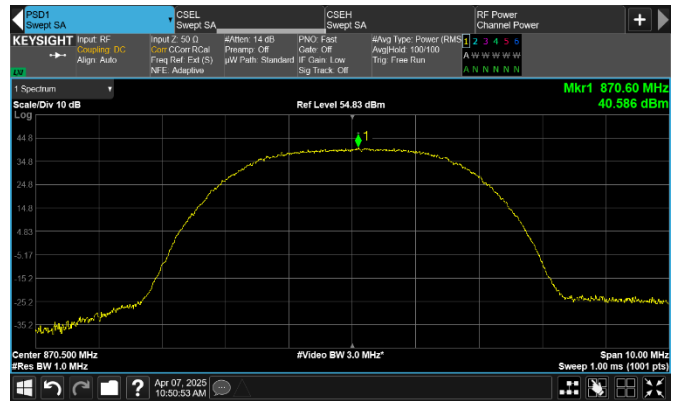 PSD1
Swept SA
CSEL
Swept SA
CSEH
Swept SA
RF Power
Channel Power
KEYSIGHT
Input: RF
Coupling: DC
Align: Auto
Input Z: 50 Ω
Corr CCorr RCal
Freq Ref: Ext (S)
NFE: Adaptive
#Atten: 14 dB
Preamp: Off
µW Path: Standard
PNO: Fast
Gate: Off
IF Gain: Low
Sig Track: Off
#Avg Type: Power (RMS
Avg|Hold: 100/100
Trig: Free Run
1 2 3 4 5 6
A W W W W W
A N N N N N
1 Spectrum
Scale/Div 10 dB
Log
Ref Level 54.83 dBm
Mkr1 870.60 MHz
40.586 dBm
1
44.8
34.8
24.8
14.8
4.83
-5.17
-15.2
-25.2
-35.2
Center 870.500 MHz
#Res BW 1.0 MHz
#Video BW 3.0 MHz*
Span 10.00 MHz
Sweep 1.00 ms (1001 pts)
?
Apr 07, 2025
10:50:53 AM